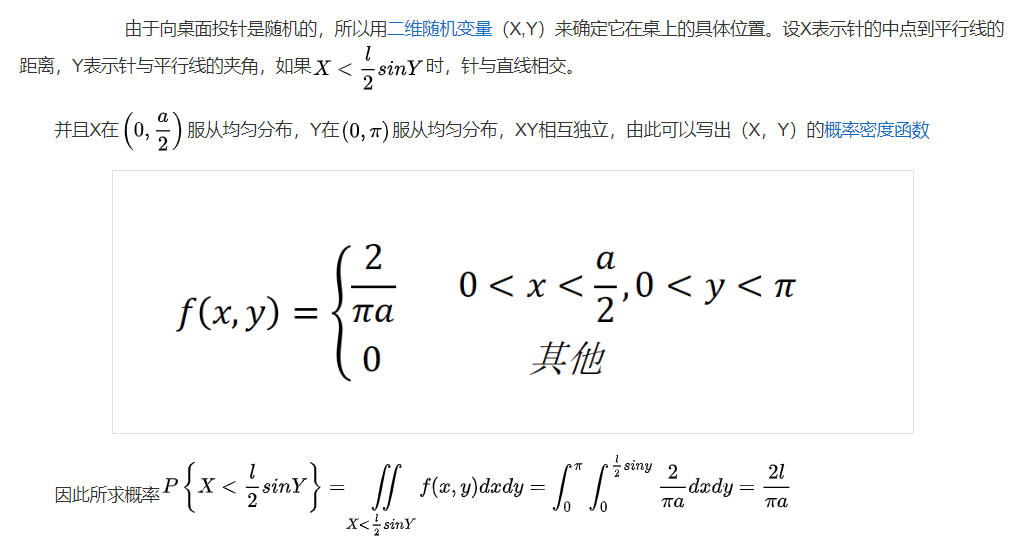 由于向桌面投针是随机的，所以用二维随机变量（X,Y）来确定它在桌上的具体位置。设X表示针的中点到平行线的
距离，Y表示针与平行线的夹角，如果 $X < \frac{l}{2} sinY$ 时，针与直线相交。
并且X在 $\left(0, \frac{a}{2}\right)$ 服从均匀分布，Y在 $(0, \pi)$ 服从均匀分布，XY相互独立，由此可以写出（X，Y）的概率密度函数
$f(x,y) = \begin{cases} \frac{2}{\pi a} & 0 < x < \frac{a}{2}, 0 < y < \pi \\ 0 & 其他 \end{cases}$
因此所求概率 $P\left\{X < \frac{l}{2} sinY\right\} = \iint\limits_{X < \frac{l}{2} sinY} f(x,y)dxdy = \int_0^{\pi} \int_0^{\frac{l}{2} siny} \frac{2}{\pi a} dxdy = \frac{2l}{\pi a}$